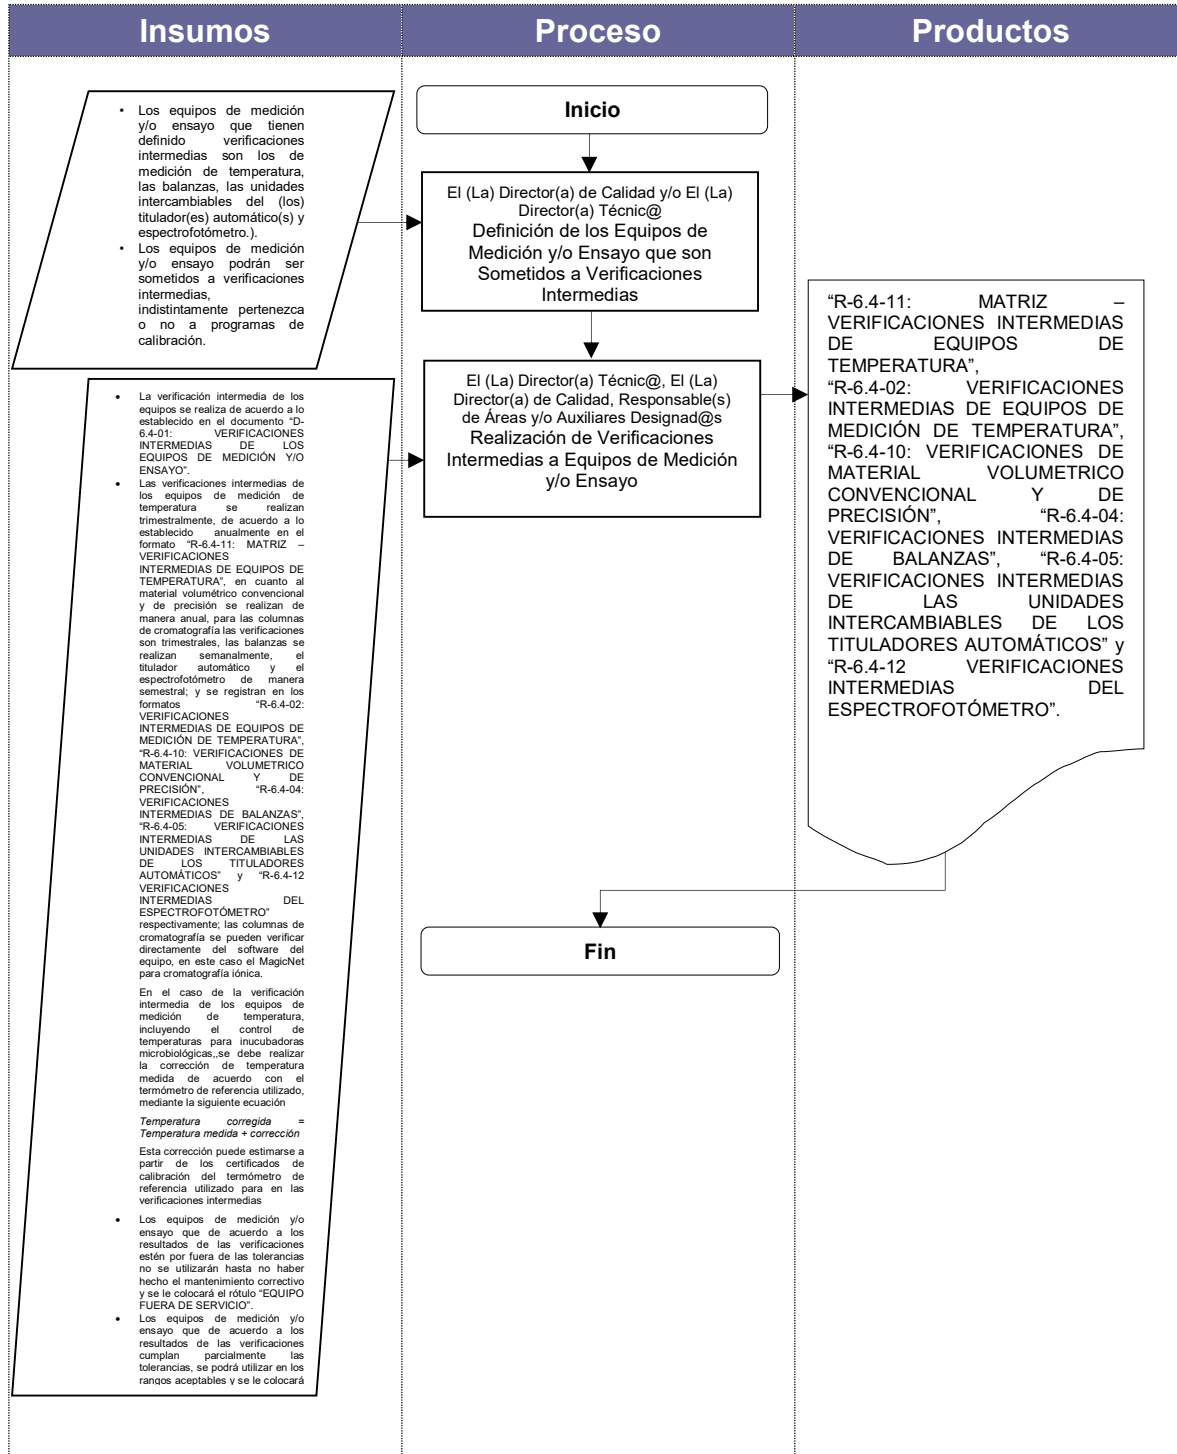 Insumos
Proceso
Productos
• Los equipos de medición
y/o ensayo que tienen
definido verificaciones
intermedias son los de
medición de temperatura,
las balanzas, las unidades
intercambiables del (los)
titulador(es) automático(s) y
espectrofotómetro.).
• Los equipos de medición
y/o ensayo podrán ser
sometidos a verificaciones
intermedias,
indistintamente pertenezca
o no a programas de
calibración.
Inicio
El (La) Director(a) de Calidad y/o El (La)
Director(a) Técnic@
Definición de los Equipos de
Medición y/o Ensayo que son
Sometidos a Verificaciones
Intermedias
• La verificación intermedia de los
equipos se realiza de acuerdo a lo
establecido en el documento “D-
6.4-01: VERIFICACIONES
INTERMEDIAS DE LOS
EQUIPOS DE MEDICIÓN Y/O
ENSAYO”.
• Las verificaciones intermedias de
los equipos de medición de
temperatura se realizan
trimestralmente, de acuerdo a lo
establecido anualmente en el
formato “R-6.4-11: MATRIZ –
VERIFICACIONES
INTERMEDIAS DE EQUIPOS DE
TEMPERATURA”, en cuanto al
material volumétrico convencional
y de precisión se realizan de
manera anual, para las columnas
de cromatografía las verificaciones
son trimestrales, las balanzas se
realizan semanalmente, el
titulador automático y el
espectrofotómetro de manera
semestral; y se registran en los
formatos “R-6.4-02:
VERIFICACIONES
INTERMEDIAS DE EQUIPOS DE
MEDICIÓN DE TEMPERATURA”,
“R-6.4-10: VERIFICACIONES DE
MATERIAL VOLUMETRICO
CONVENCIONAL Y DE
PRECISIÓN”, “R-6.4-04:
VERIFICACIONES
INTERMEDIAS DE BALANZAS”,
“R-6.4-05: VERIFICACIONES
INTERMEDIAS DE LAS
UNIDADES INTERCAMBIABLES
DE LOS TITULADORES
AUTOMÁTICOS” y “R-6.4-12
VERIFICACIONES
INTERMEDIAS DEL
ESPECTROFOTÓMETRO”
respectivamente; las columnas de
cromatografía se pueden verificar
directamente del software del
equipo, en este caso el MagicNet
para cromatografía iónica.
En el caso de la verificación
intermedia de los equipos de
medición de temperatura,
incluyendo el control de
temperaturas para inucubadoras
microbiológicas,,se debe realizar
la corrección de temperatura
medida de acuerdo con el
termómetro de referencia utilizado,
mediante la siguiente ecuación
Temperatura corregida =
Temperatura medida + corrección
Esta corrección puede estimarse a
partir de los certificados de
calibración del termómetro de
referencia utilizado para en las
verificaciones intermedias
• Los equipos de medición y/o
ensayo que de acuerdo a los
resultados de las verificaciones
estén por fuera de las tolerancias
no se utilizarán hasta no haber
hecho el mantenimiento correctivo
y se le colocará el rótulo “EQUIPO
FUERA DE SERVICIO”.
• Los equipos de medición y/o
ensayo que de acuerdo a los
resultados de las verificaciones
cumplan parcialmente las
tolerancias, se podrá utilizar en los
rangos aceptables y se le colocará
El (La) Director(a) Técnic@, El (La)
Director(a) de Calidad, Responsable(s)
de Áreas y/o Auxiliares Designad@s
Realización de Verificaciones
Intermedias a Equipos de Medición
y/o Ensayo
“R-6.4-11: MATRIZ –
VERIFICACIONES INTERMEDIAS
DE EQUIPOS DE
TEMPERATURA”,
“R-6.4-02: VERIFICACIONES
INTERMEDIAS DE EQUIPOS DE
MEDICIÓN DE TEMPERATURA”,
“R-6.4-10: VERIFICACIONES DE
MATERIAL VOLUMETRICO
CONVENCIONAL Y DE
PRECISIÓN”, “R-6.4-04:
VERIFICACIONES INTERMEDIAS
DE BALANZAS”, “R-6.4-05:
VERIFICACIONES INTERMEDIAS
DE LAS UNIDADES
INTERCAMBIABLES DE LOS
TITULADORES AUTOMÁTICOS” y
“R-6.4-12 VERIFICACIONES
INTERMEDIAS DEL
ESPECTROFOTÓMETRO”.
Fin